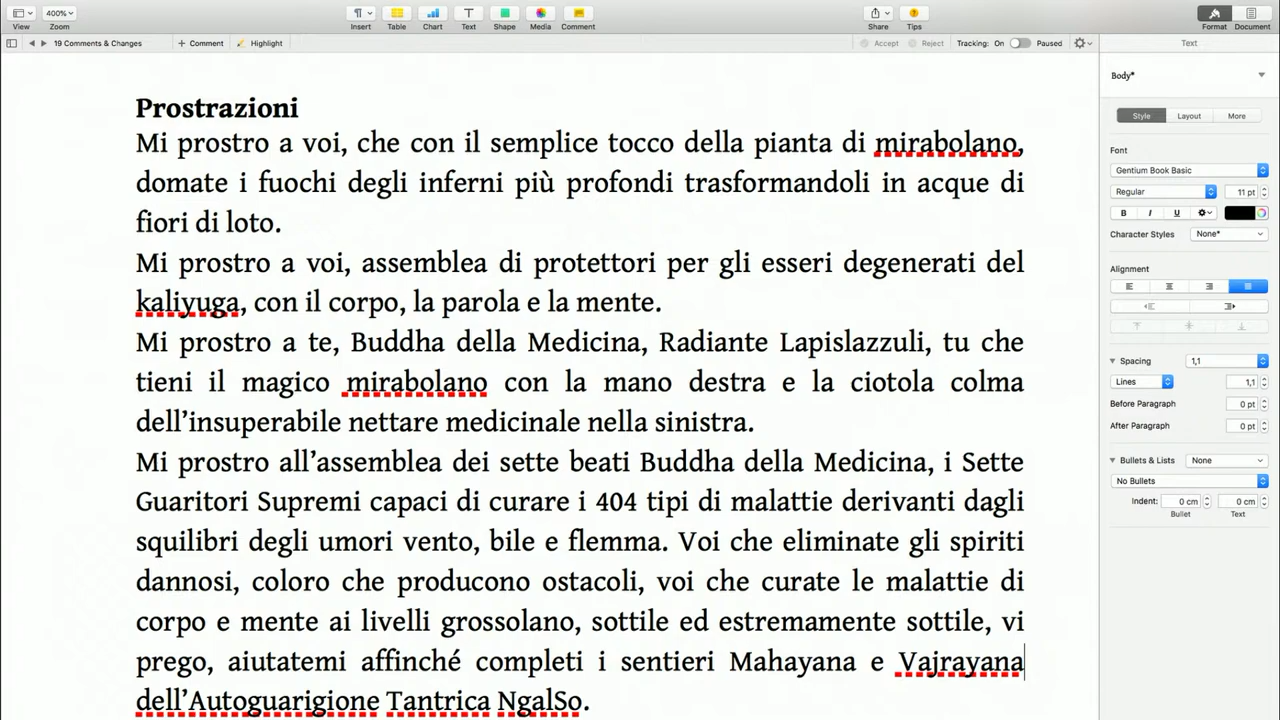 400%
View
Zoom
Insert
Table
Chart
Text
Shape
Media
Comment
Share
Tips
Format
Document
19 Comments & Changes
+ Comment
Highlight
Accept
Reject
Tracking: On
Paused
Text
Prostrazioni
Mi prostro a voi, che con il semplice tocco della pianta di mirabolano,
domate i fuochi degli inferni più profondi trasformandoli in acque di
fiori di loto.
Mi prostro a voi, assemblea di protettori per gli esseri degenerati del
kaliyuga, con il corpo, la parola e la mente.
Mi prostro a te, Buddha della Medicina, Radiante Lapislazzuli, tu che
tieni il magico mirabolano con la mano destra e la ciotola colma
dell’insuperabile nettare medicinale nella sinistra.
Mi prostro all’assemblea dei sette beati Buddha della Medicina, i Sette
Guaritori Supremi capaci di curare i 404 tipi di malattie derivanti dagli
squilibri degli umori vento, bile e flemma. Voi che eliminate gli spiriti
dannosi, coloro che producono ostacoli, voi che curate le malattie di
corpo e mente ai livelli grossolano, sottile ed estremamente sottile, vi
prego, aiutatemi affinché completi i sentieri Mahayana e Vajrayana
dell’Autoguarigione Tantrica NgalSo.
Body*
Style
Layout
More
Font
Gentium Book Basic
Regular
11 pt
B I U
Character Styles
None*
Alignment
Spacing
1,1
Lines
1,1
Before Paragraph
0 pt
After Paragraph
0 pt
Bullets & Lists
None
No Bullets
Indent:
0 cm
0 cm
Bullet
Text